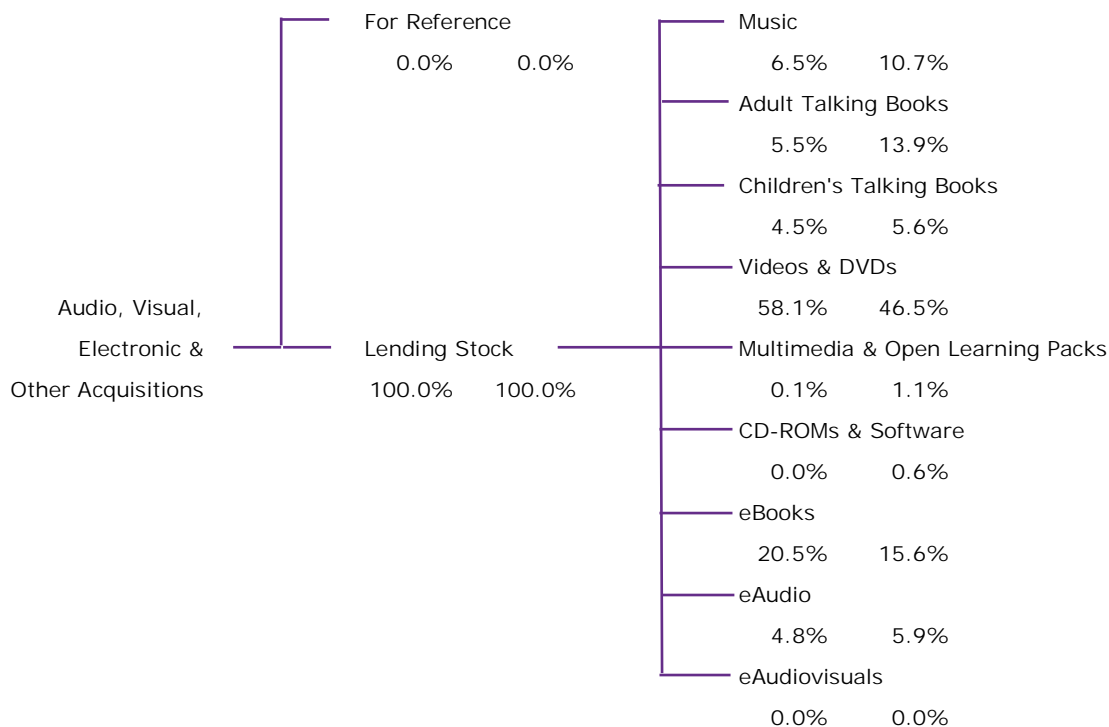 Audio, Visual,
Electronic &
Other Acquisitions
For Reference
0.0% 0.0%
Lending Stock
100.0% 100.0%
Music
6.5% 10.7%
Adult Talking Books
5.5% 13.9%
Children's Talking Books
4.5% 5.6%
Videos & DVDs
58.1% 46.5%
Multimedia & Open Learning Packs
0.1% 1.1%
CD-ROMs & Software
0.0% 0.6%
eBooks
20.5% 15.6%
eAudio
4.8% 5.9%
eAudiovisuals
0.0% 0.0%